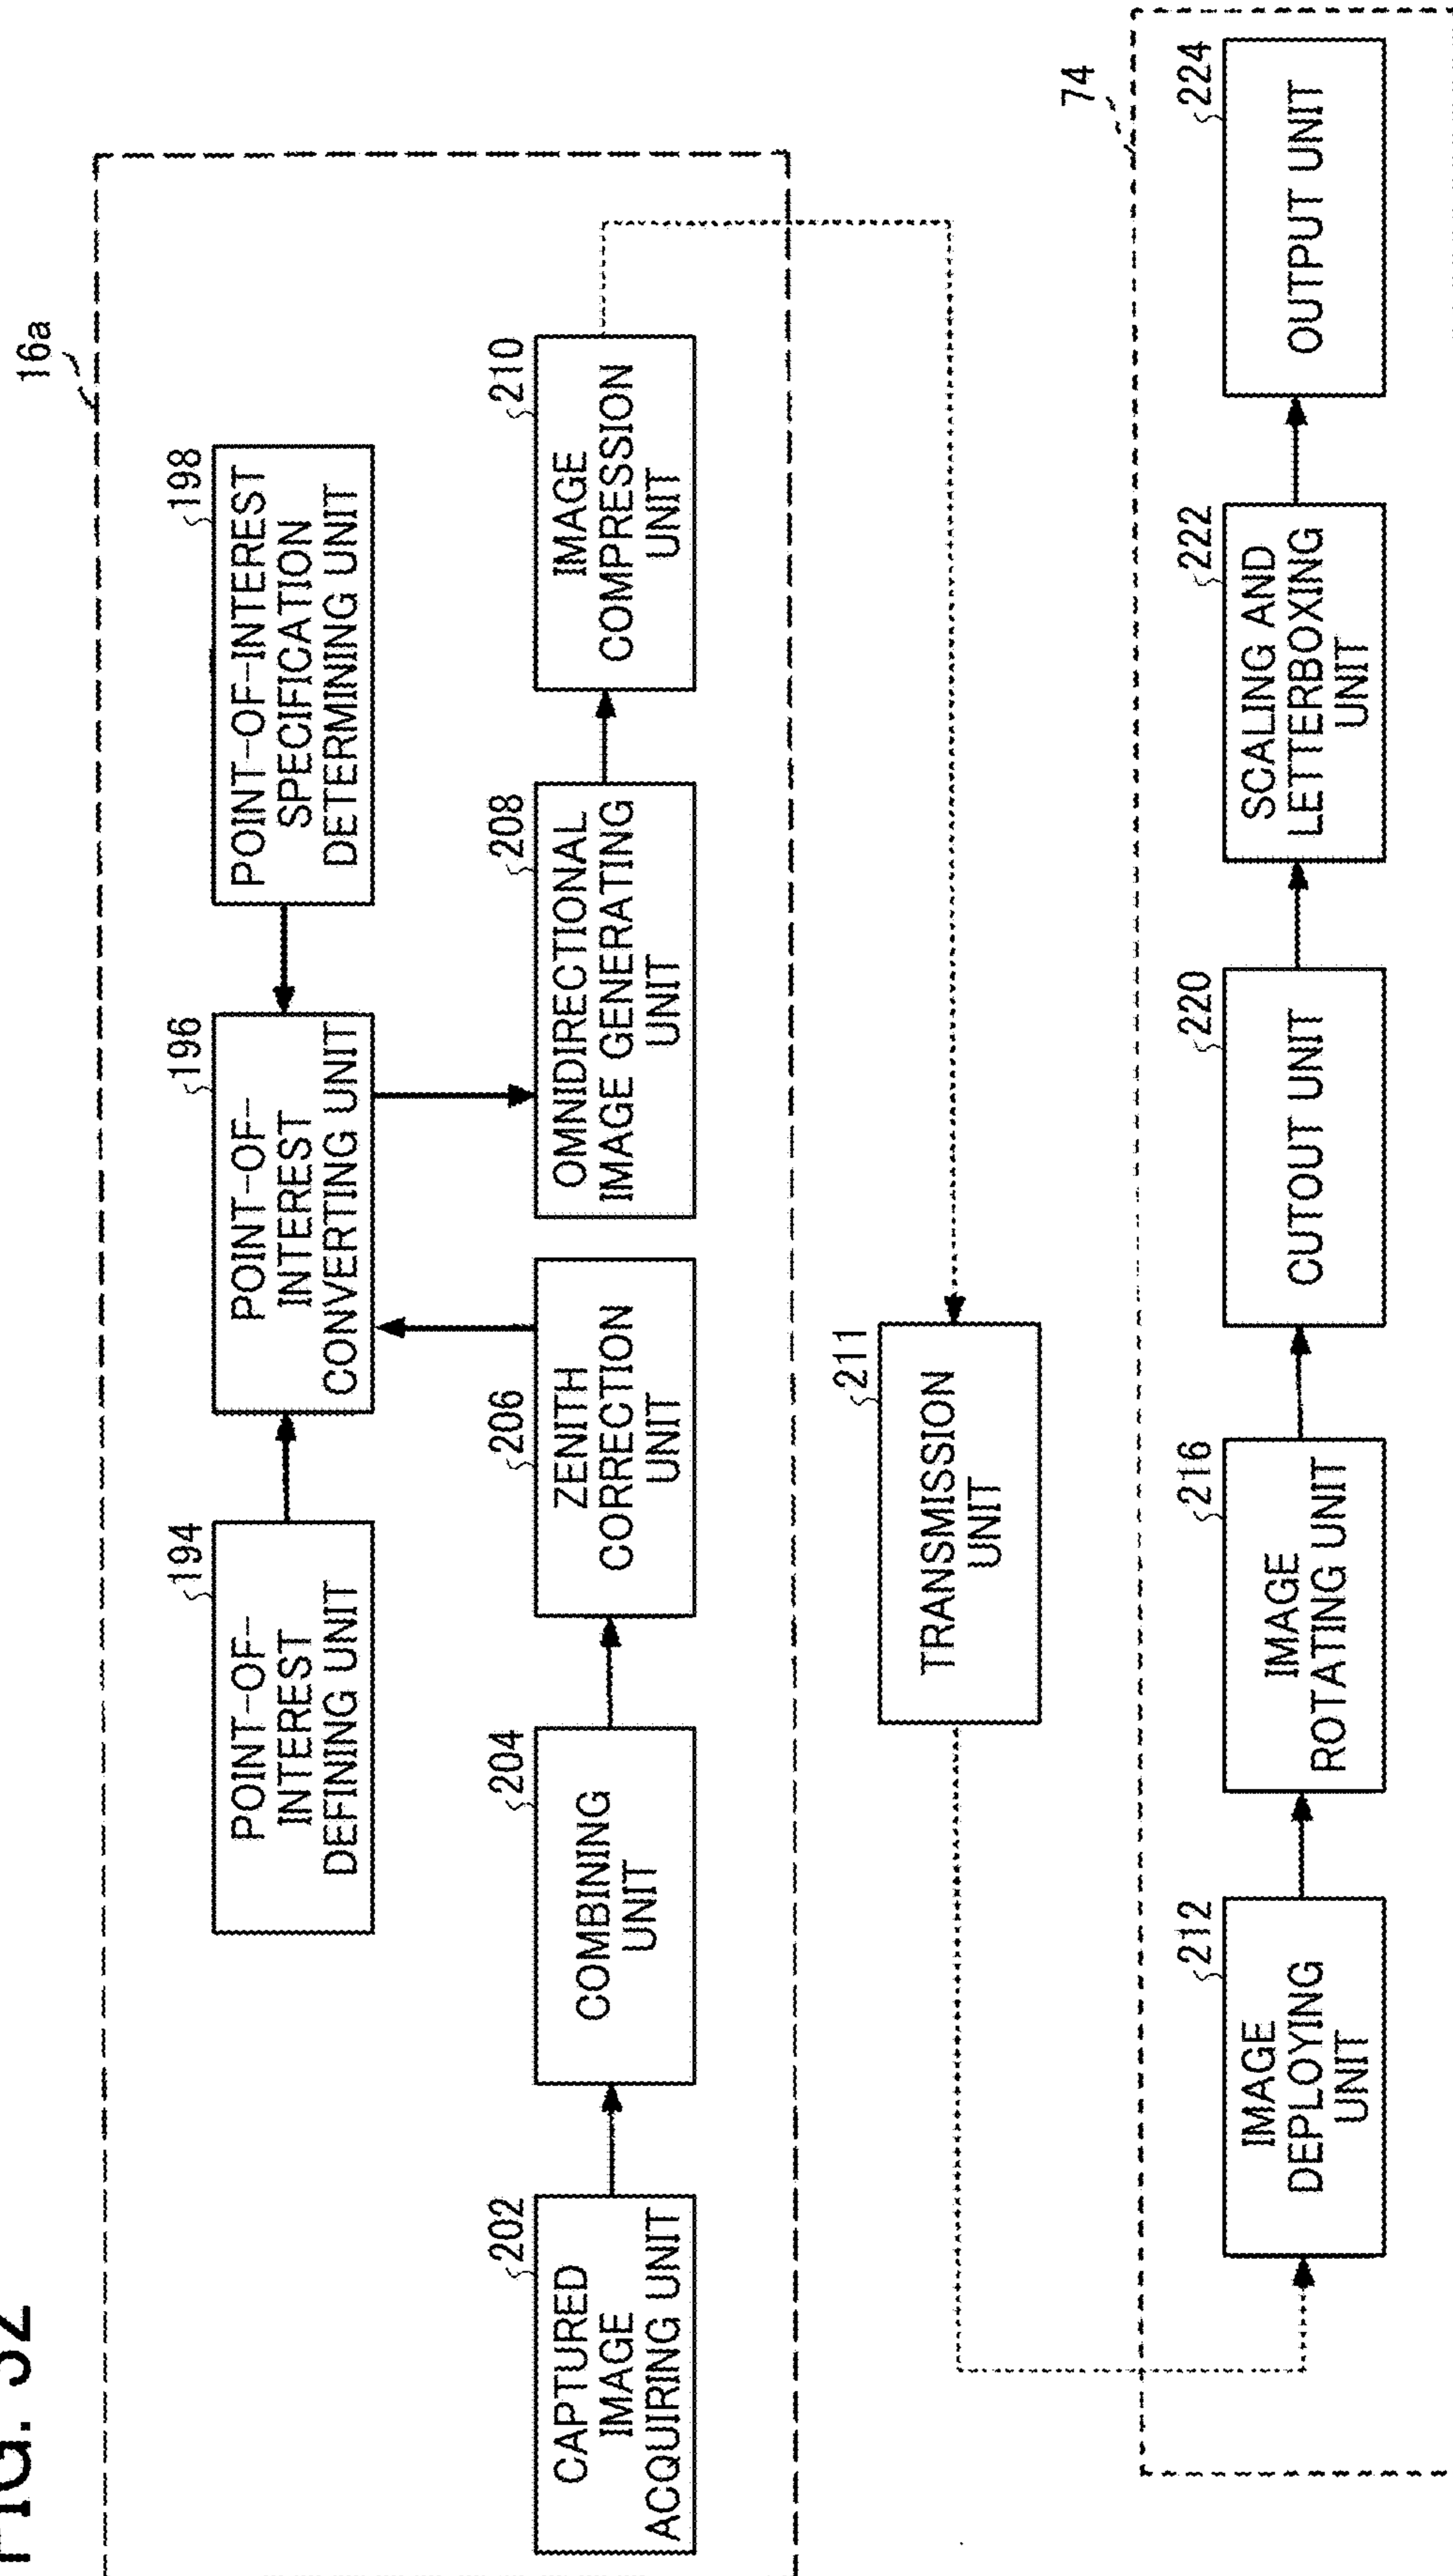 FIG. 32
16a
194
POINT-OF-
INTEREST
DEFINING UNIT
196
POINT-OF-
INTEREST
CONVERTING UNIT
198
POINT-OF-INTEREST
SPECIFICATION
DETERMINING UNIT
202
CAPTURED
IMAGE
ACQUIRING UNIT
204
COMBINING
UNIT
206
ZENITH
CORRECTION
UNIT
208
OMNIDIRECTIONAL
IMAGE GENERATING
UNIT
210
IMAGE
COMPRESSION
UNIT
211
TRANSMISSION
UNIT
74
212
IMAGE
DEPLOYING
UNIT
216
IMAGE
ROTATING UNIT
220
CUTOUT UNIT
222
SCALING AND
LETTERBOXING
UNIT
224
OUTPUT UNIT